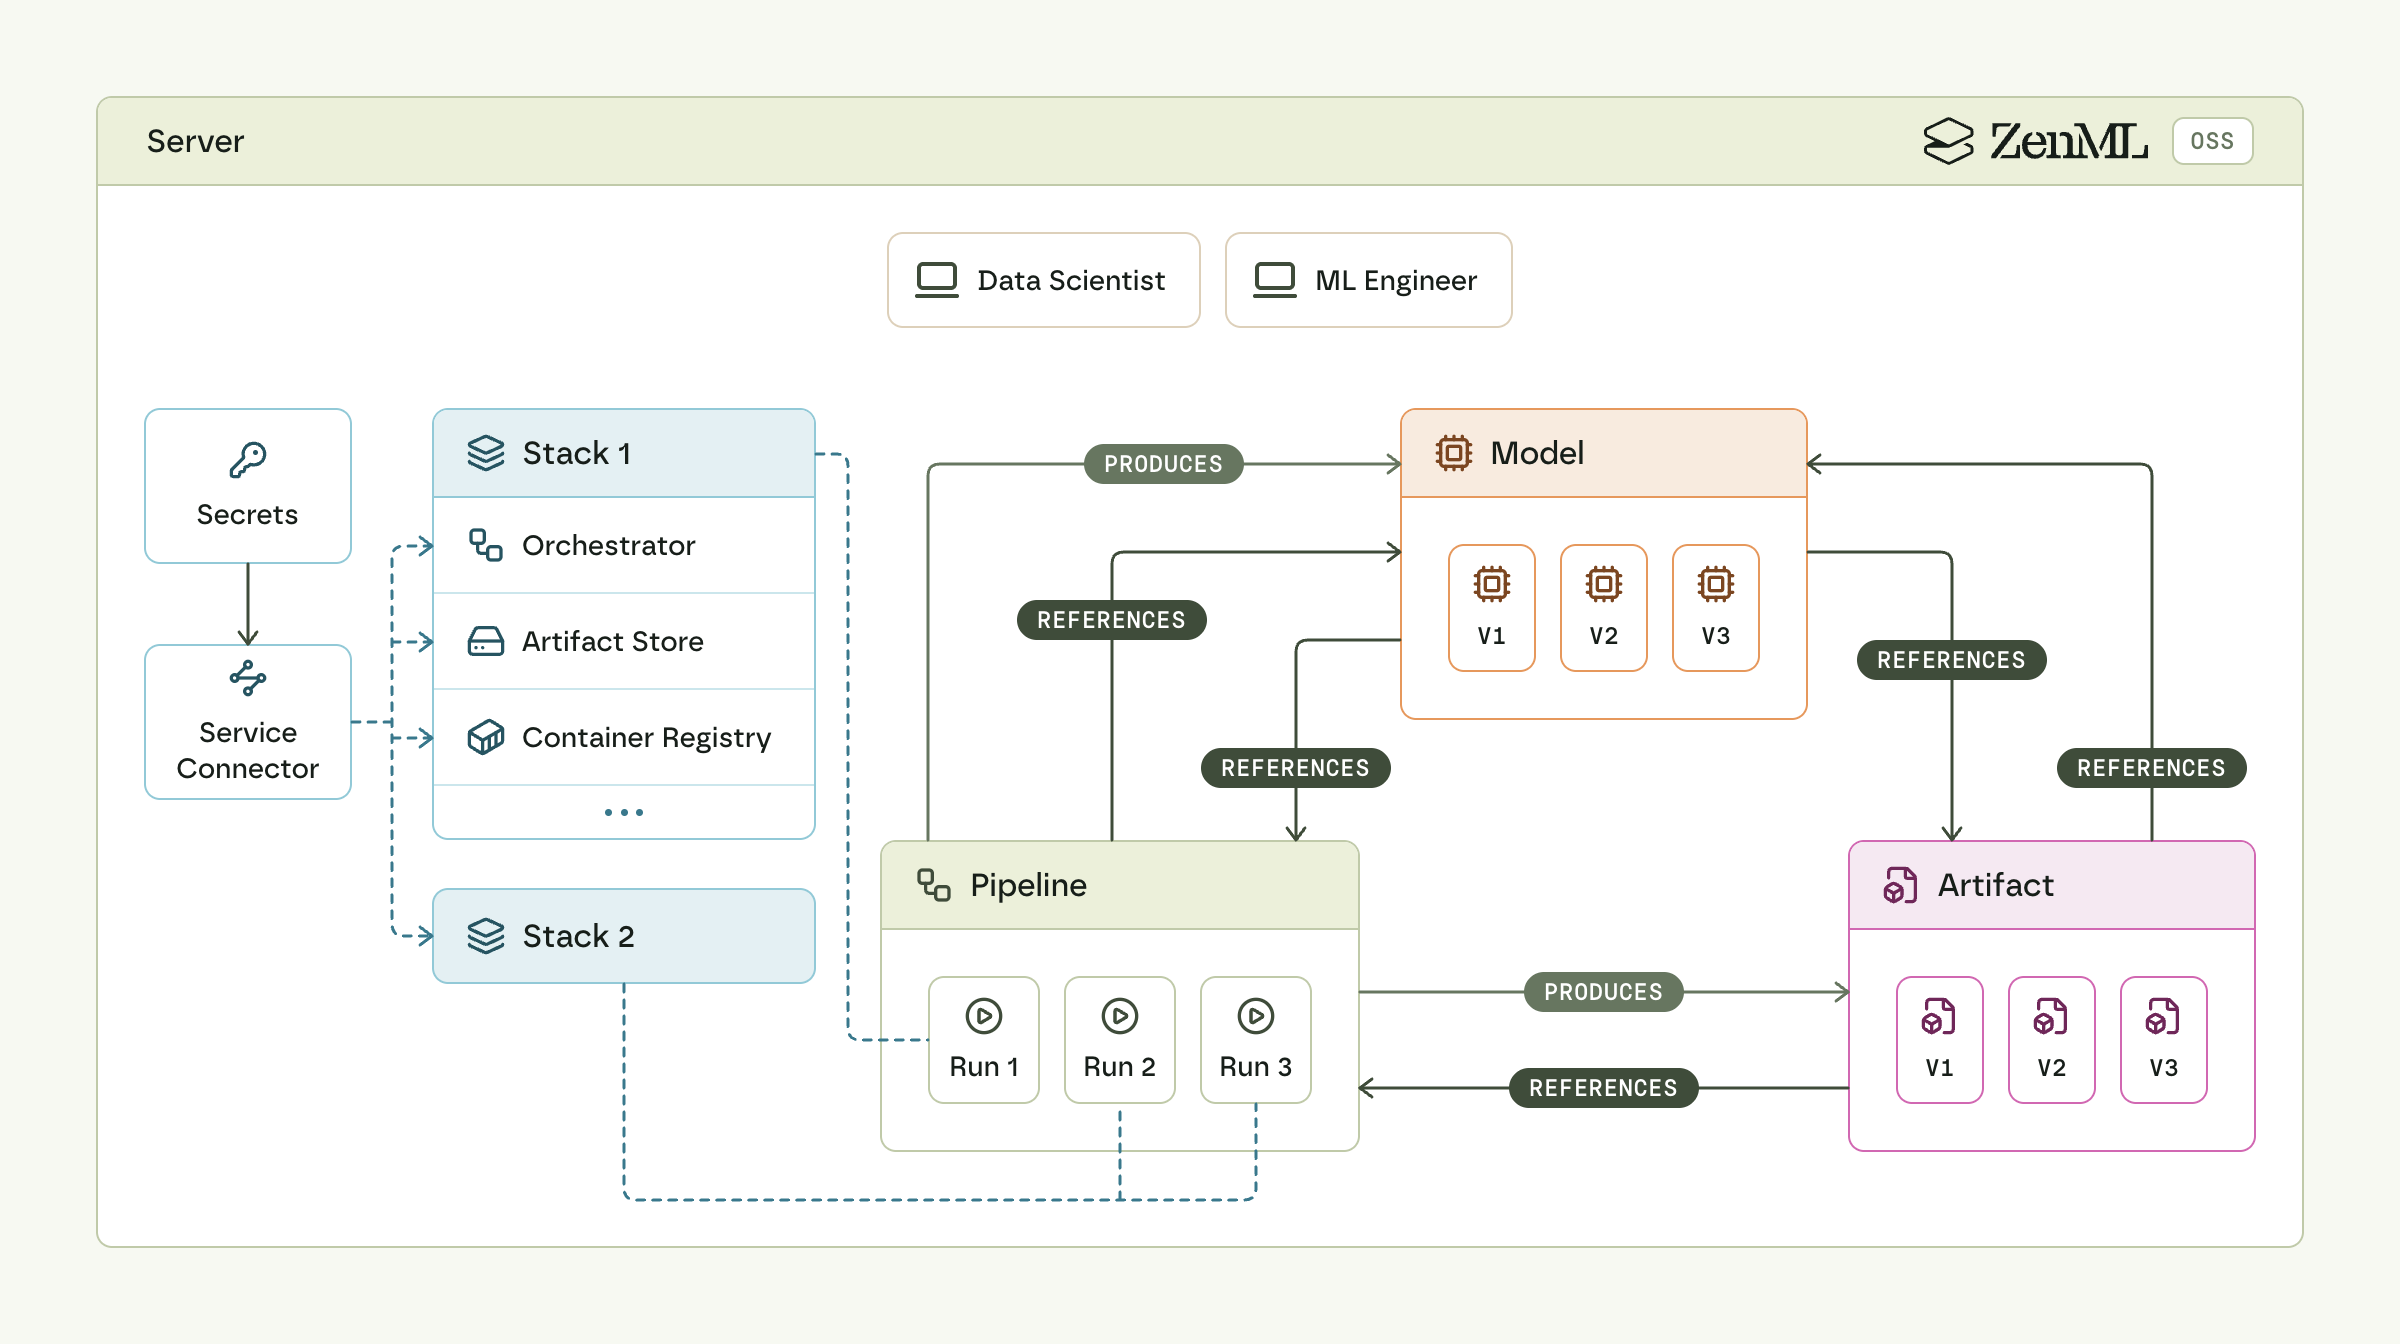 Server
ZenML
OSS
Data Scientist
ML Engineer
Secrets
Service
Connector
Stack 1
Orchestrator
Artifact Store
Container Registry
Stack 2
PRODUCES
REFERENCES
REFERENCES
Model
V1
V2
V3
REFERENCES
REFERENCES
Pipeline
Run 1
Run 2
Run 3
PRODUCES
REFERENCES
Artifact
V1
V2
V3